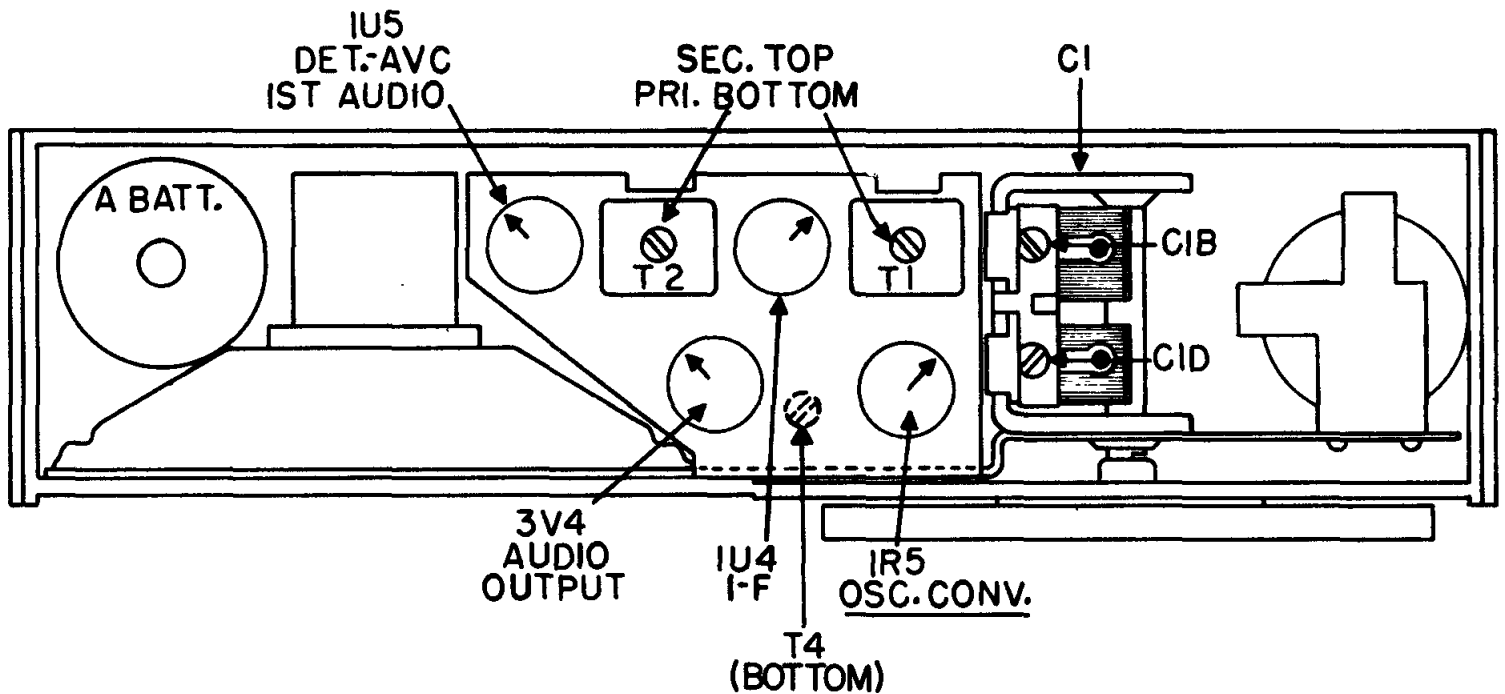 1U5
DET.-AVC
1ST AUDIO
SEC. TOP
PRI. BOTTOM
C1
A BATT.
T2
T1
C1B
C1D
3V4
AUDIO
OUTPUT
1U4
I-F
1R5
OSC. CONV.
T4
(BOTTOM)